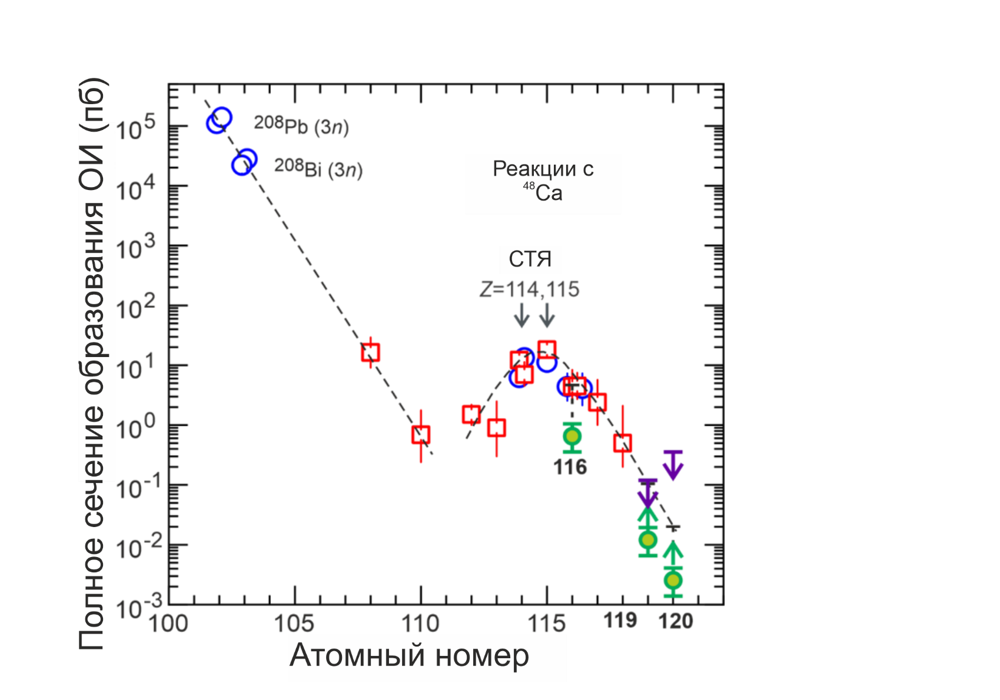 Полное сечение образования ОИ (пб)
10^5
10^4
10^3
10^2
10^1
10^0
10^-1
10^-2
10^-3
^208Pb (3n)
^208Bi (3n)
Реакции с
^48Ca
СТЯ
Z=114,115
116
100 105 110 115 119 120
Атомный номер